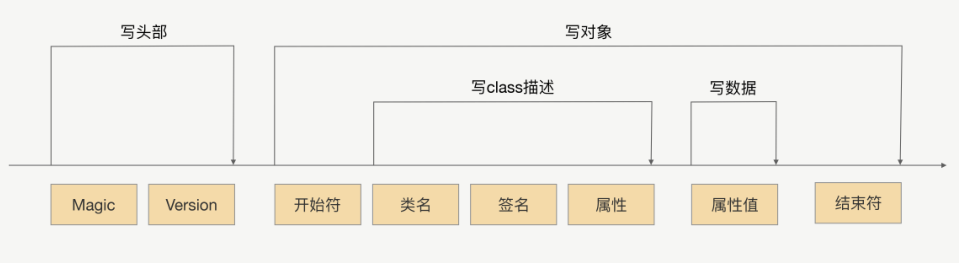 写头部
写对象
写class描述
写数据
Magic
Version
开始符
类名
签名
属性
属性值
结束符